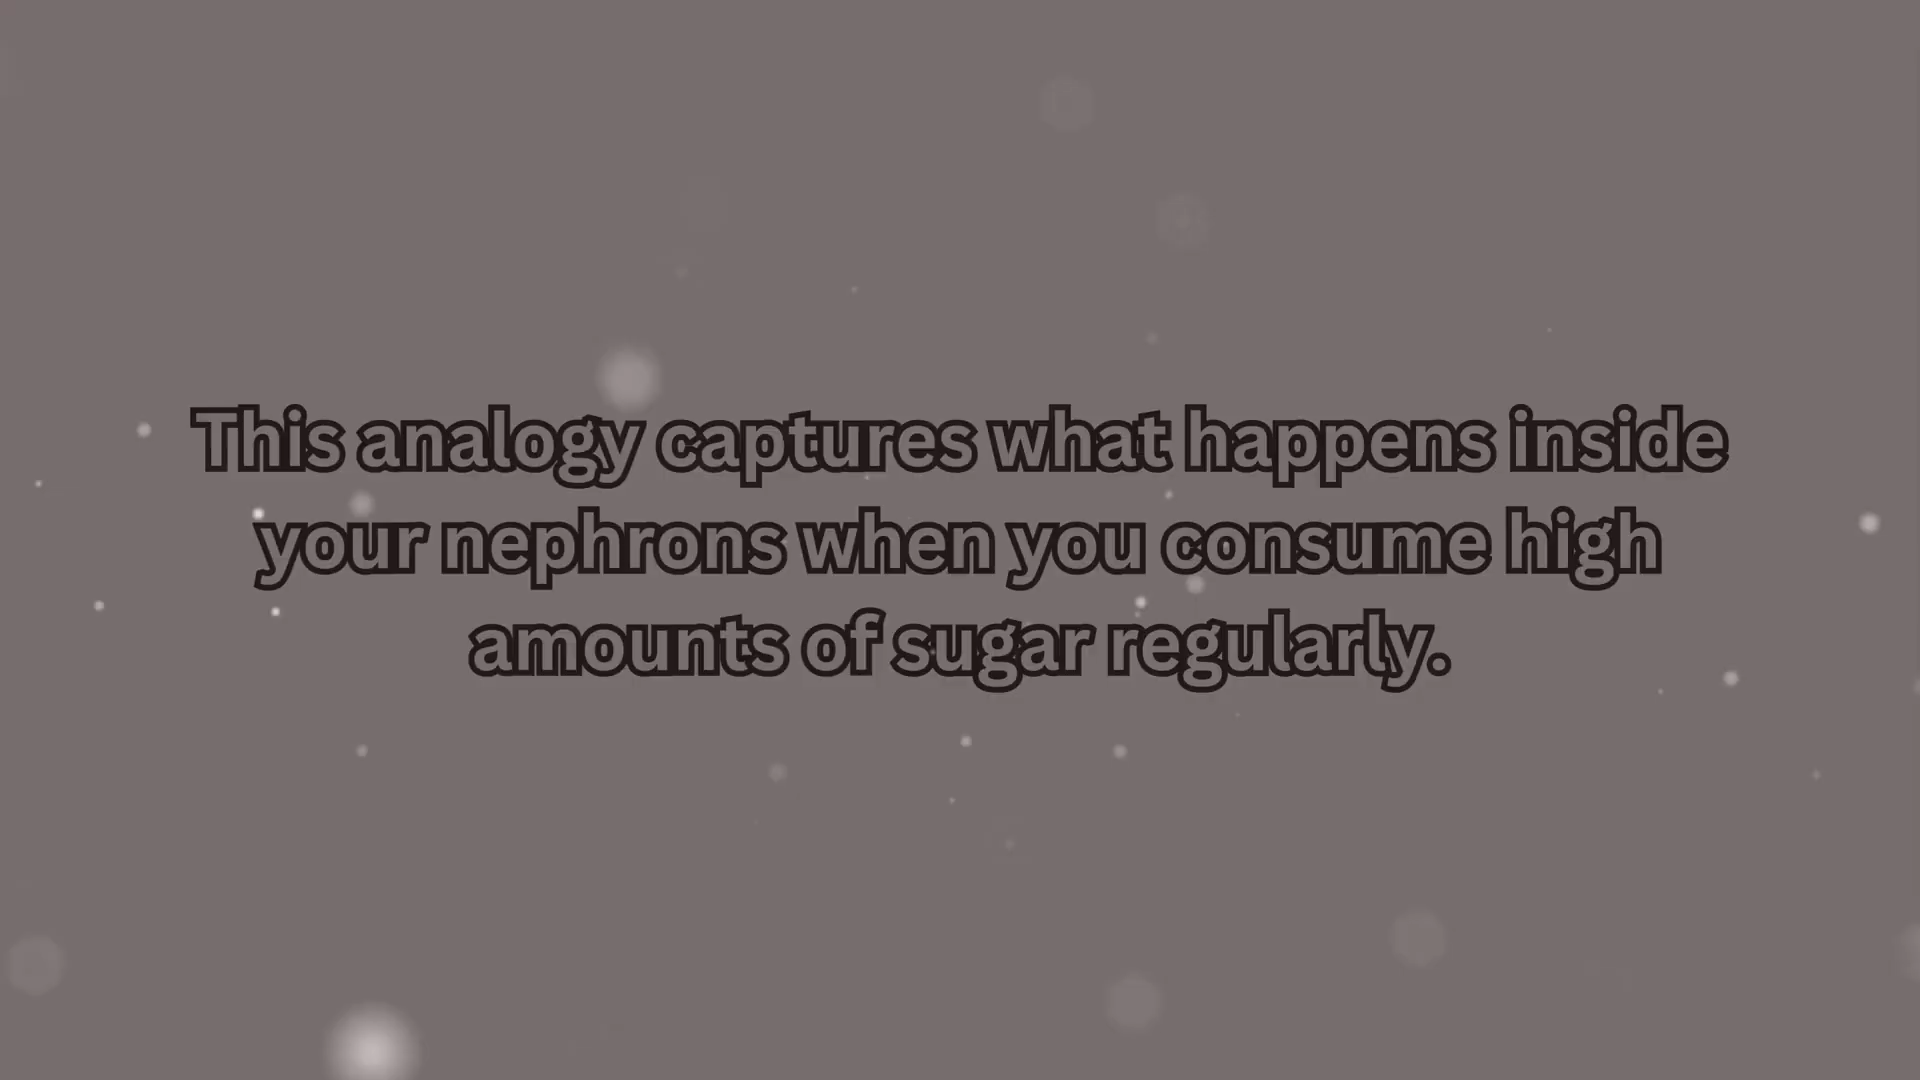 This analogy captures what happens inside
your nephrons when you consume high
amounts of sugar regularly.